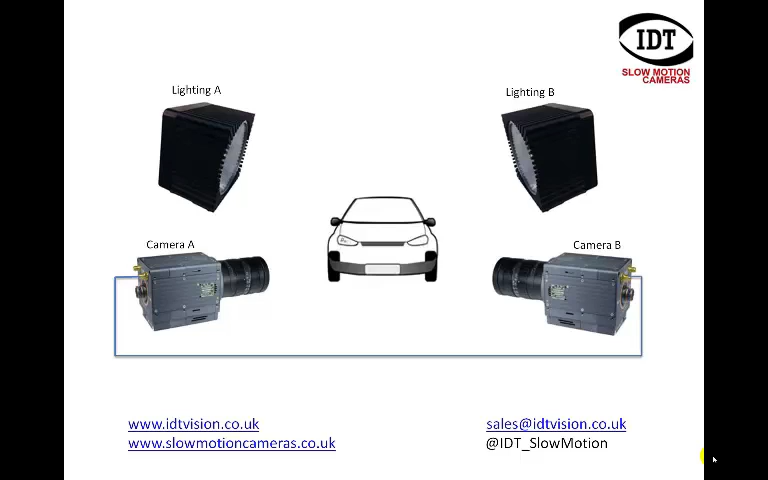 IDT
SLOW MOTION
CAMERAS
Lighting A
Lighting B
Camera A
Camera B
www.idtvision.co.uk
www.slowmotioncameras.co.uk
sales@idtvision.co.uk
@IDT_SlowMotion